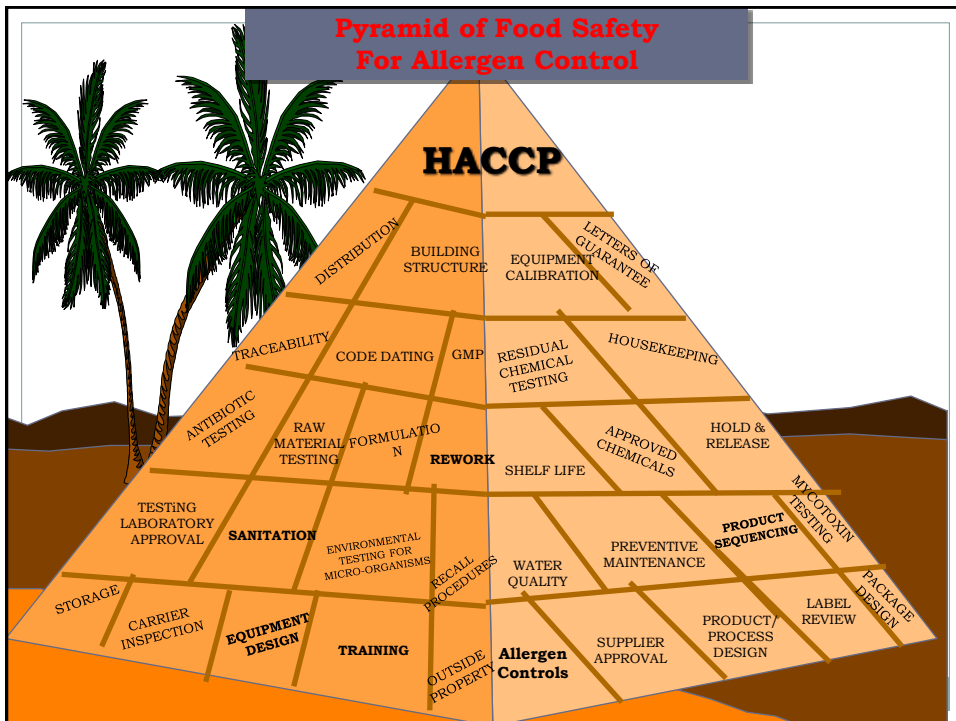 Pyramid of Food Safety
For Allergen Control
HACCP
DISTRIBUTION
BUILDING
STRUCTURE
EQUIPMENT
CALIBRATION
LETTERS OF
GUARANTEE
TRACEABILITY
CODE DATING
GMP
RESIDUAL
CHEMICAL
TESTING
HOUSEKEEPING
ANTIBIOTIC
TESTING
RAW
MATERIAL
TESTING
FORMULATIO
N
REWORK
SHELF LIFE
APPROVED
CHEMICALS
HOLD &
RELEASE
TESTiNG
LABORATORY
APPROVAL
SANITATION
ENVIRONMENTAL
TESTING FOR
MICRO-ORGANISMS
RECALL
PROCEDURES
WATER
QUALITY
PREVENTIVE
MAINTENANCE
PRODUCT
SEQUENCING
MYCOTOXIN
TESTING
STORAGE
CARRIER
INSPECTION
EQUIPMENT
DESIGN
TRAINING
OUTSIDE
PROPERTY
Allergen
Controls
SUPPLIER
APPROVAL
PRODUCT/
PROCESS
DESIGN
LABEL
REVIEW
PACKAGE
DESIGN